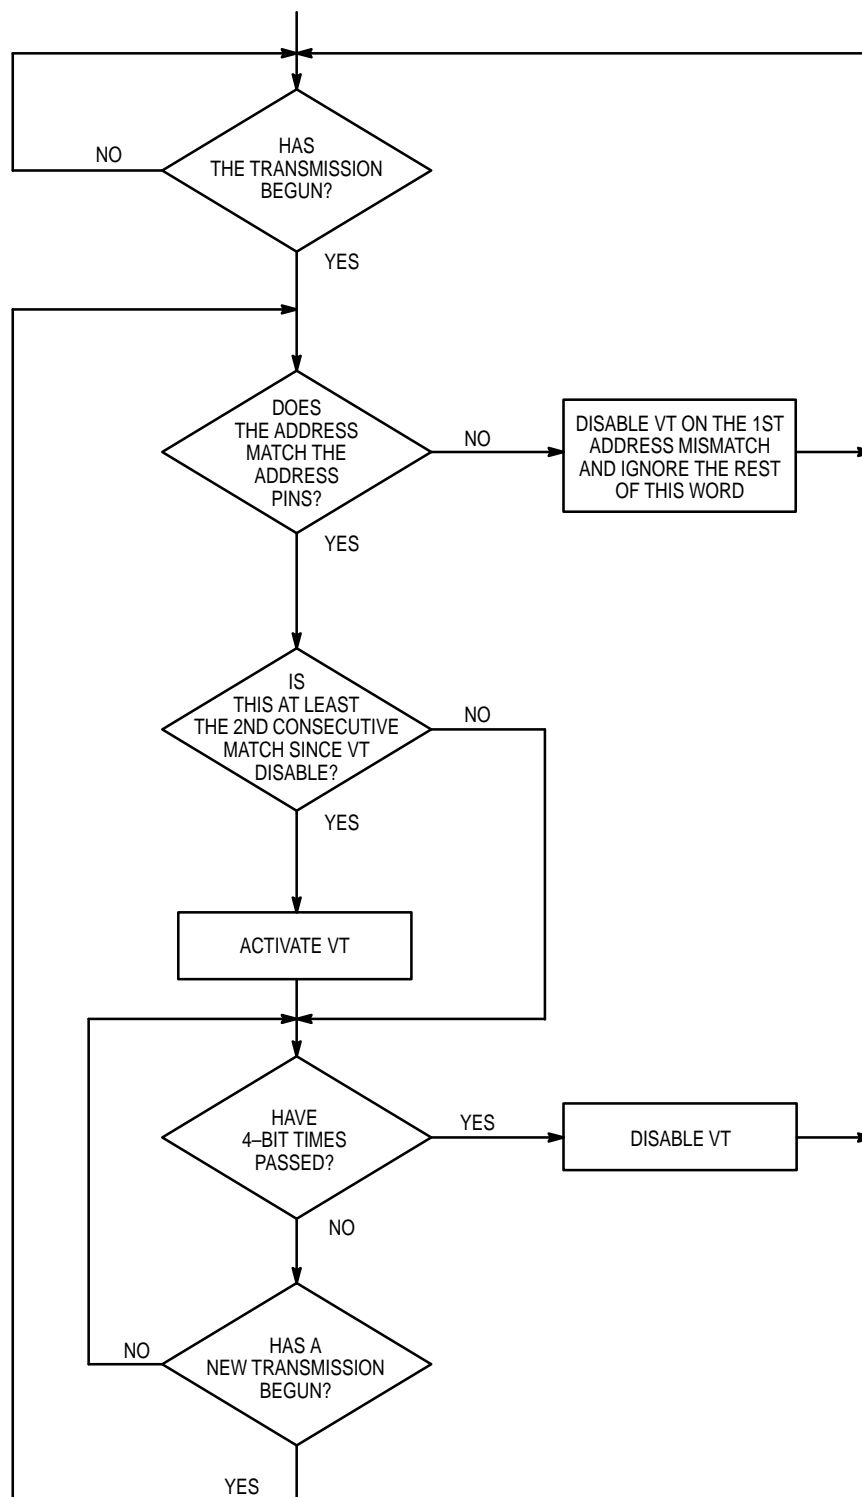 HAS
THE TRANSMISSION
BEGUN?
NO
YES
DOES
THE ADDRESS
MATCH THE
ADDRESS
PINS?
NO
DISABLE VT ON THE 1ST
ADDRESS MISMATCH
AND IGNORE THE REST
OF THIS WORD
YES
IS
THIS AT LEAST
THE 2ND CONSECUTIVE
MATCH SINCE VT
DISABLE?
NO
YES
ACTIVATE VT
HAVE
4–BIT TIMES
PASSED?
YES
DISABLE VT
NO
HAS A
NEW TRANSMISSION
BEGUN?
NO
YES